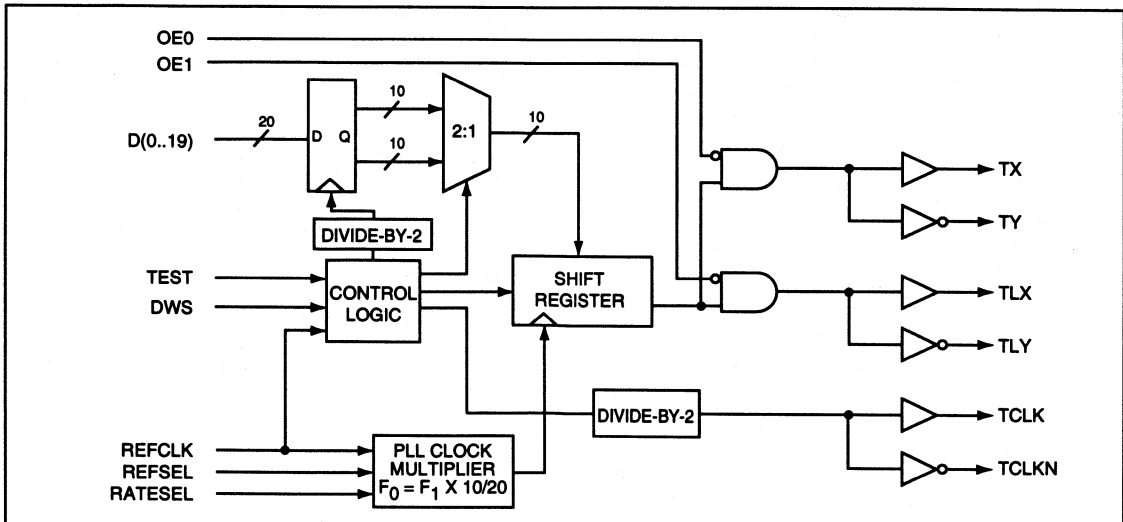 OE0
OE1
10
10
10
20
2:1
D(0..19)
D Q
TX
TY
DIVIDE-BY-2
TEST
CONTROL
LOGIC
DWS
SHIFT
REGISTER
TLX
TLY
DIVIDE-BY-2
TCLK
REFCLK
REFSEL
RATESEL
PLL CLOCK
MULTIPLIER
F0 = F1 X 10/20
TCLKN